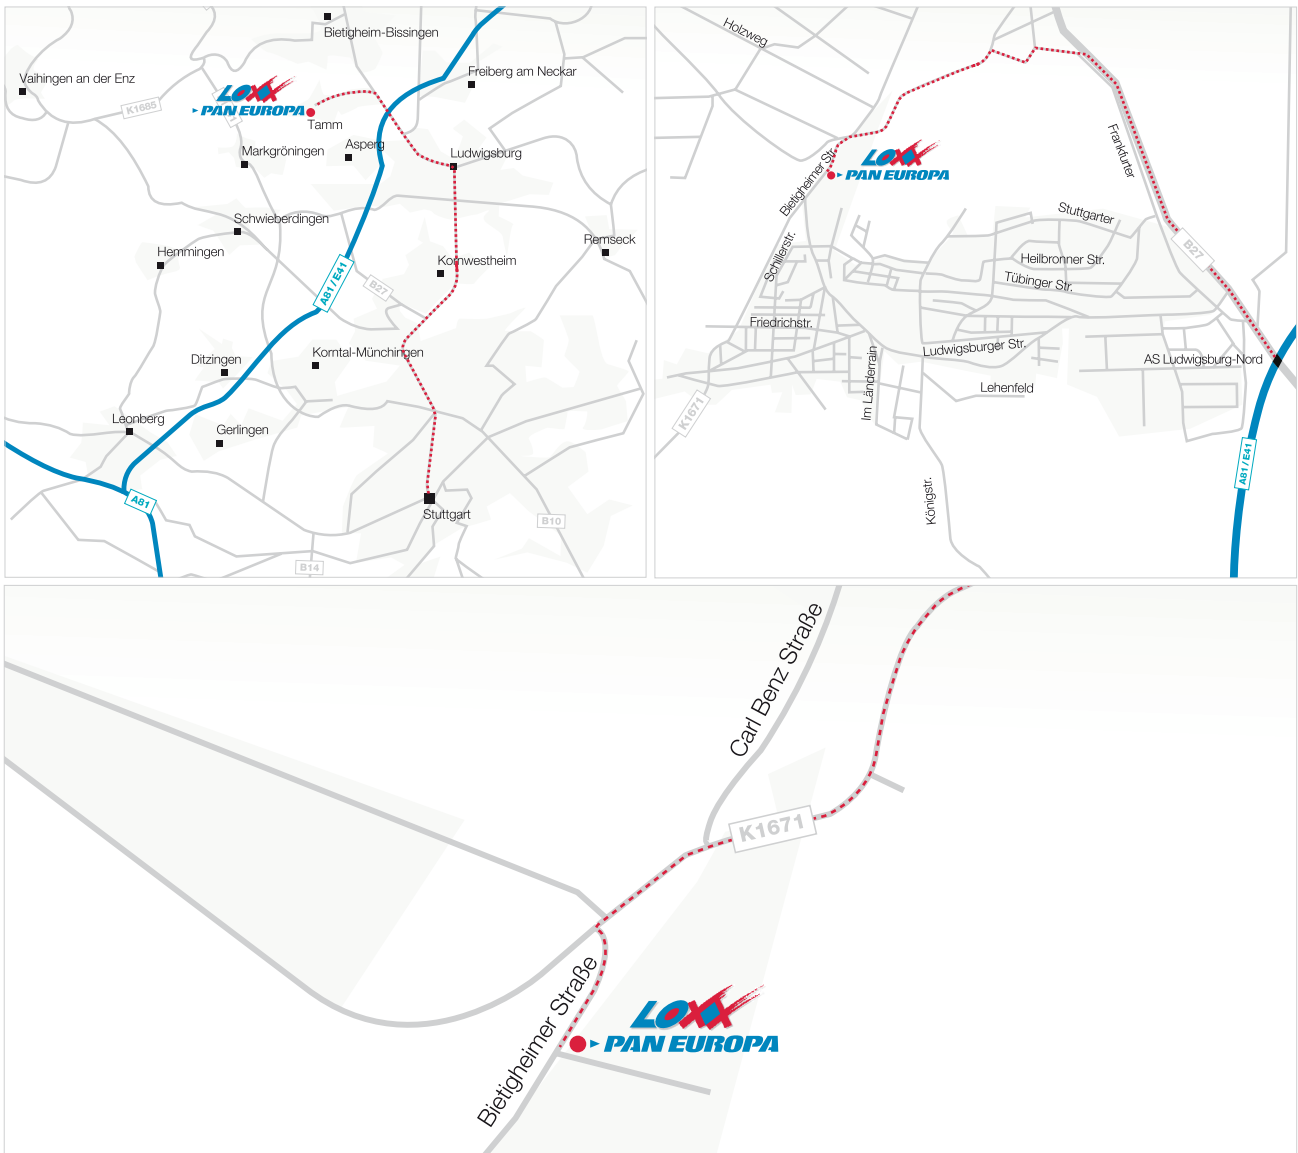 Bietigheim-Bissingen
Vaihingen an der Enz
Freiberg am Neckar
K1685
LOXX
PAN EUROPA
Tamm
Markgröningen
Asperg
Ludwigsburg
Schwieberdingen
Hemmingen
Remseck
Kornwestheim
A81 / E41
B27
Ditzingen
Korntal-Münchingen
Leonberg
Gerlingen
A81
Stuttgart
B10
B14
Holzweg
Frankfurter
LOXX
PAN EUROPA
Bietigheimer Str.
Stuttgarter
Schillerstr.
B27
Heilbronner Str.
Tübinger Str.
Friedrichstr.
Ludwigsburger Str.
AS Ludwigsburg-Nord
Im Länderrain
Lehenfeld
K1671
A81 / E41
Königstr.
Carl Benz Straße
K1671
Bietigheimer Straße
LOXX
PAN EUROPA